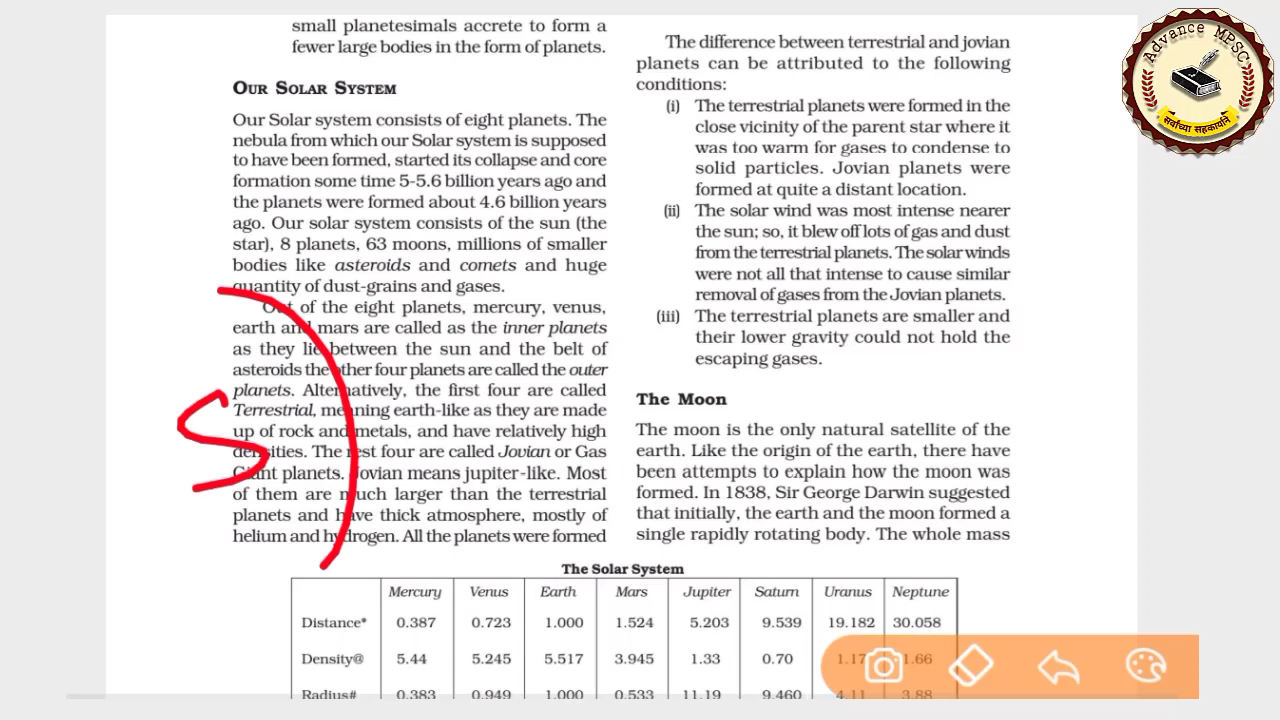 small planetesimals accrete to form a
fewer large bodies in the form of planets.
OUR SOLAR SYSTEM
Our Solar system consists of eight planets. The
nebula from which our Solar system is supposed
to have been formed, started its collapse and core
formation some time 5-5.6 billion years ago and
the planets were formed about 4.6 billion years
ago. Our solar system consists of the sun (the
star), 8 planets, 63 moons, millions of smaller
bodies like asteroids and comets and huge
quantity of dust-grains and gases.
Out of the eight planets, mercury, venus,
earth and mars are called as the inner planets
as they lie between the sun and the belt of
asteroids the other four planets are called the outer
planets. Alternatively, the first four are called
Terrestrial, meaning earth-like as they are made
up of rock and metals, and have relatively high
densities. The rest four are called Jovian or Gas
Giant planets. Jovian means jupiter-like. Most
of them are much larger than the terrestrial
planets and have thick atmosphere, mostly of
helium and hydrogen. All the planets were formed
S
The difference between terrestrial and jovian
planets can be attributed to the following
conditions:
(i) The terrestrial planets were formed in the
close vicinity of the parent star where it
was too warm for gases to condense to
solid particles. Jovian planets were
formed at quite a distant location.
(ii) The solar wind was most intense nearer
the sun; so, it blew off lots of gas and dust
from the terrestrial planets. The solar winds
were not all that intense to cause similar
removal of gases from the Jovian planets.
(iii) The terrestrial planets are smaller and
their lower gravity could not hold the
escaping gases.
The Moon
The moon is the only natural satellite of the
earth. Like the origin of the earth, there have
been attempts to explain how the moon was
formed. In 1838, Sir George Darwin suggested
that initially, the earth and the moon formed a
single rapidly rotating body. The whole mass
The Solar System
Mercury Venus Earth Mars Jupiter Saturn Uranus Neptune
Distance* 0.387 0.723 1.000 1.524 5.203 9.539 19.182 30.058
Density@ 5.44 5.245 5.517 3.945 1.33 0.70 1.17 1.66
Radius# 0.383 0.949 1.000 0.533 11.19 9.460 4.11 3.88
Advance MPSC
सर्वांच्या सहकार्याने